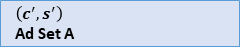 (c′, s′)
Ad Set A